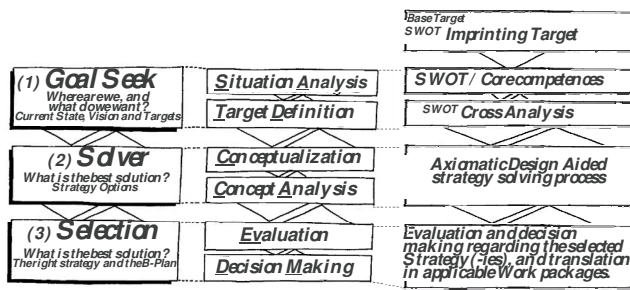 (1) Goal Seek
Where are we, and
what do we want?
Current State, Vision and Targets
(2) Solver
What is the best solution?
Strategy Options
(3) Selection
What is the best solution?
The right strategy and the B-Plan
Situation Analysis
Target Definition
Conceptualization
Concept Analysis
Evaluation
Decision Making
Base Target
SWOT Imprinting Target
SWOT / Corecompetences
SWOT Cross Analysis
Axiomatic Design Aided
strategy solving process
Evaluation and decision
making regarding the selected
Strategy (-ies), and translation
in applicable Work packages.